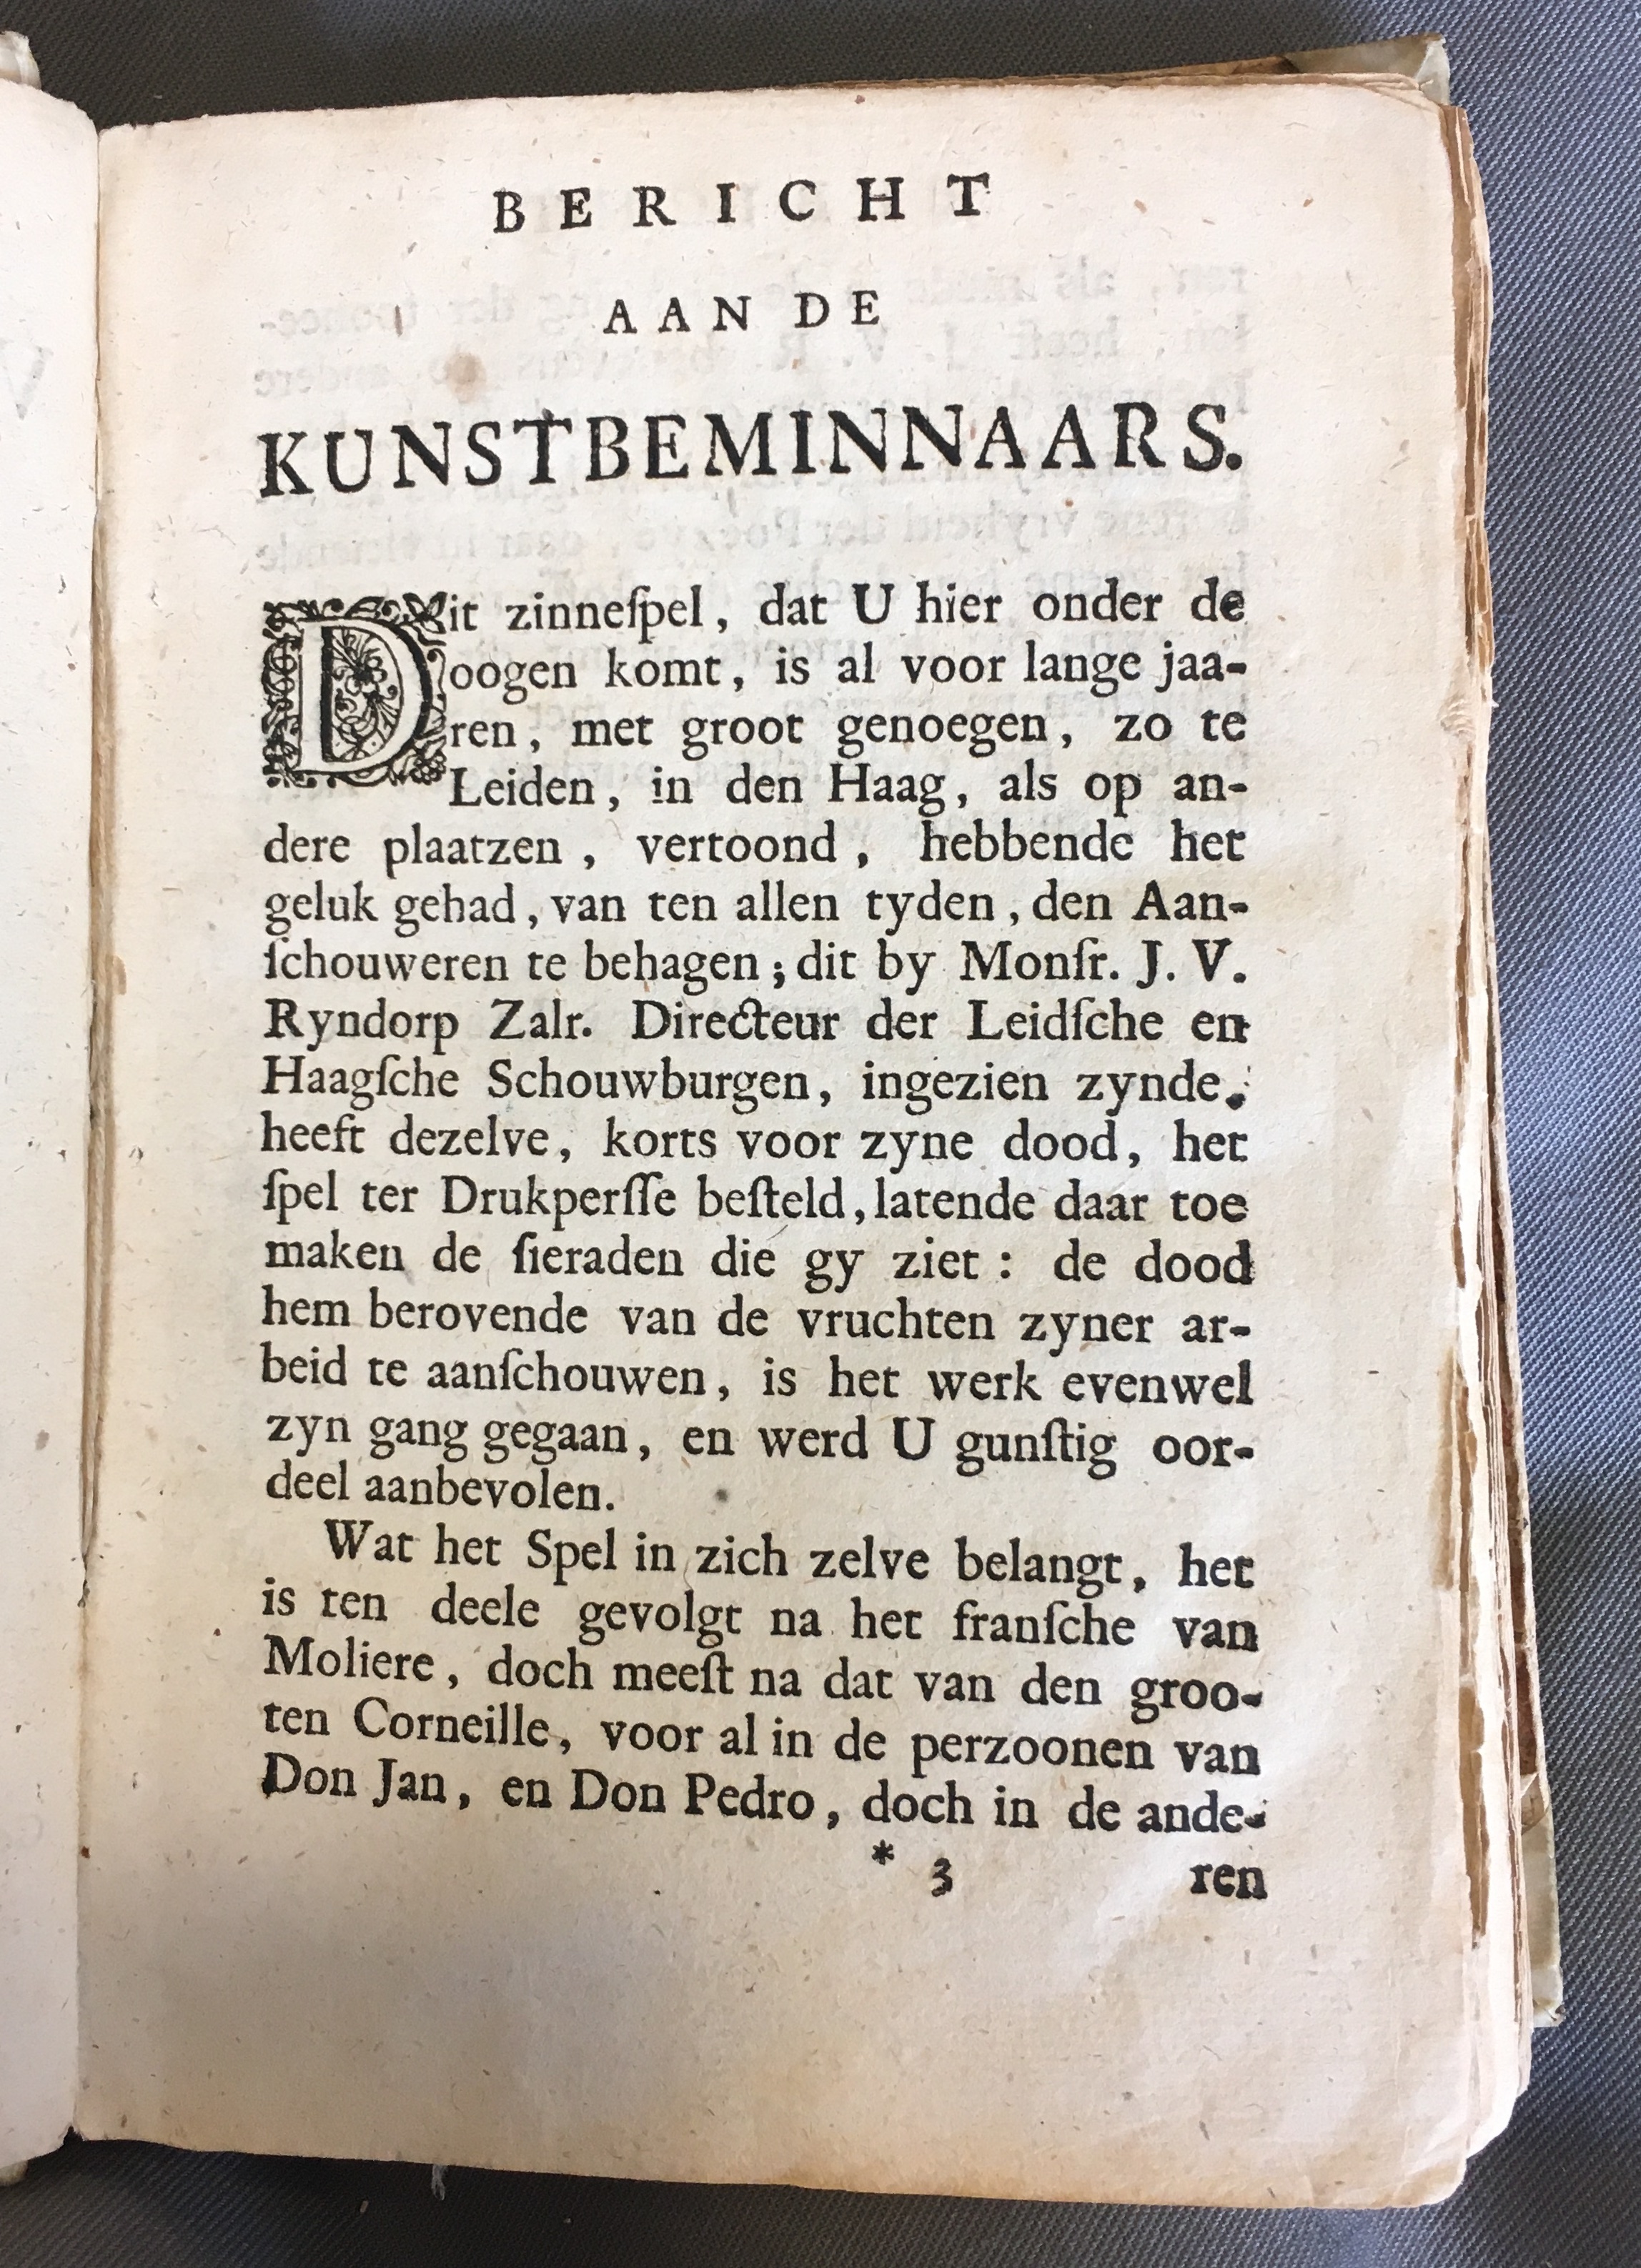 BERICHT
AAN DE
KUNSTBEMINNAARS.
Dit zinneſpel, dat U hier onder de
oogen komt, is al voor lange jaa-
ren, met groot genoegen, zo te
Leiden, in den Haag, als op an-
dere plaatzen, vertoond, hebbende het
geluk gehad, van ten allen tyden, den Aan-
ſchouweren te behagen; dit by Monſr. J. V.
Ryndorp Zalr. Directeur der Leidſche en
Haagſche Schouwburgen, ingezien zynde,
heeft dezelve, korts voor zyne dood, het
ſpel ter Drukperſſe beſteld, latende daar toe
maken de ſieraden die gy ziet: de dood
hem berovende van de vruchten zyner ar-
beid te aanſchouwen, is het werk evenwel
zyn gang gegaan, en werd U gunſtig oor-
deel aanbevolen.
Wat het Spel in zich zelve belangt, het
is ten deele gevolgt na het franſche van
Moliere, doch meeſt na dat van den groo-
ten Corneille, voor al in de perzoonen van
Don Jan, en Don Pedro, doch in de ande-
* 3 ren